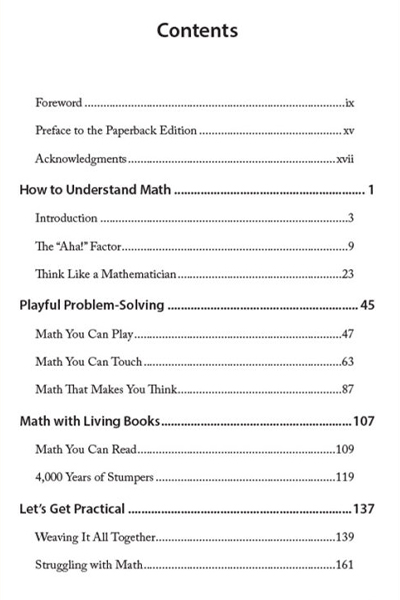 Contents
Foreword ................................................................................ix
Preface to the Paperback Edition ............................................ xv
Acknowledgments................................................................ xvii
How to Understand Math ............................................ 1
Introduction ............................................................................3
The “Aha!” Factor.....................................................................9
Think Like a Mathematician...................................................23
Playful Problem-Solving ............................................ 45
Math You Can Play................................................................47
Math You Can Touch.............................................................63
Math That Makes You Think..................................................87
Math with Living Books............................................107
Math You Can Read.............................................................109
4,000 Years of Stumpers .......................................................119
Let’s Get Practical ...................................................137
Weaving It All Together.......................................................139
Struggling with Math...........................................................161